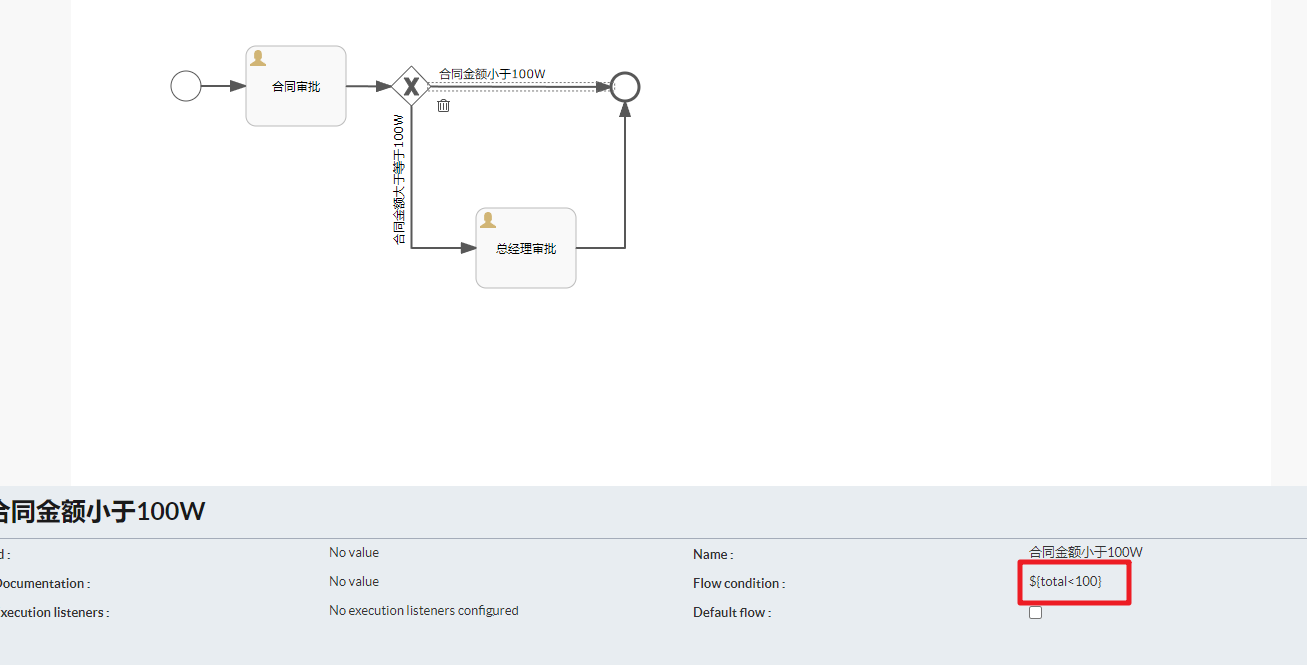 合同审批
X
合同金额小于100W
合同金额大于等于100W
总经理审批
合同金额小于100W
d :
No value
Name :
合同金额小于100W
Documentation :
No value
Flow condition :
${total<100}
xecution listeners :
No execution listeners configured
Default flow :